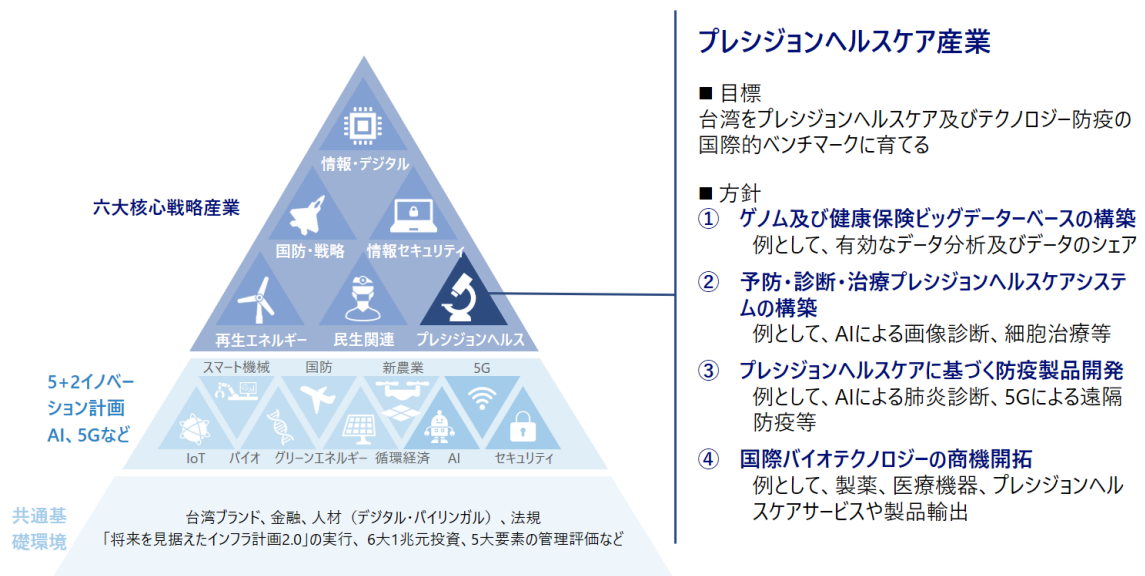 六大核心戦略産業
情報・デジタル
国防・戦略
情報セキュリティ
再生エネルギー
民生関連
プレシジョンヘルス
5+2イノベー
ション計画
AI、5Gなど
スマート機械
国防
新農業
5G
IoT
バイオ
グリーンエネルギー
循環経済
AI
セキュリティ
共通基
礎環境
台湾ブランド、金融、人材（デジタル・バイリンガル）、法規
「将来を見据えたインフラ計画2.0」の実行、6大1兆元投資、5大要素の管理評価など
プレシジョンヘルスケア産業
■ 目標
台湾をプレシジョンヘルスケア及びテクノロジー防疫の
国際的ベンチマークに育てる
■ 方針
① ゲノム及び健康保険ビッグデーターベースの構築
例として、有効なデータ分析及びデータのシェア
② 予防・診断・治療プレシジョンヘルスケアシステ
ムの構築
例として、AIによる画像診断、細胞治療等
③ プレシジョンヘルスケアに基づく防疫製品開発
例として、AIによる肺炎診断、5Gによる遠隔
防疫等
④ 国際バイオテクノロジーの商機開拓
例として、製薬、医療機器、プレシジョンヘル
スケアサービスや製品輸出